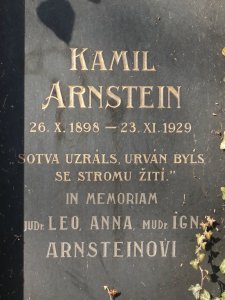 KAMIL
ARNSTEIN
26. X. 1898 — 23. XI. 1929
"SOTVA UZRÁLS, URVÁN BYLS
SE STROMU ŽITÍ."
IN MEMORIAM
JUDr. LEO, ANNA, MUDr. IGN.
ARNSTEINOVI